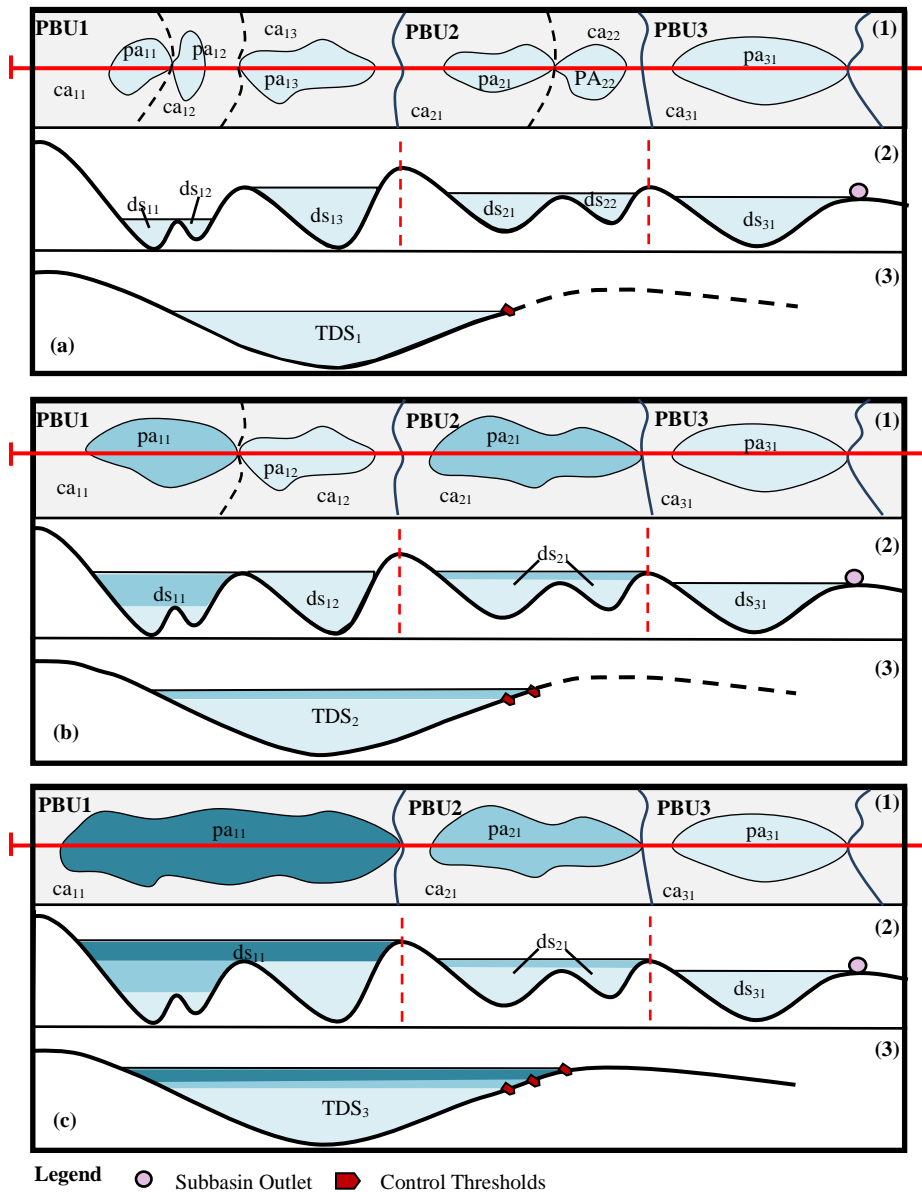 PBU1 ca₁₃ PBU2 ca₂₂ PBU3 (1)
pa₁₁ pa₁₂ pa₁₃ pa₂₁ PA₂₂ pa₃₁
ca₁₁ ca₁₂ ca₂₁ ca₃₁
(2)
ds₁₁ ds₁₂ ds₁₃ ds₂₁ ds₂₂ ds₃₁
(3)
TDS₁
(a)
PBU1 PBU2 PBU3 (1)
pa₁₁ pa₁₂ pa₂₁ pa₃₁
ca₁₁ ca₁₂ ca₂₁ ca₃₁
(2)
ds₁₁ ds₁₂ ds₂₁ ds₃₁
(3)
TDS₂
(b)
PBU1 PBU2 PBU3 (1)
pa₁₁ pa₂₁ pa₃₁
ca₁₁ ca₂₁ ca₃₁
(2)
ds₁₁ ds₂₁ ds₃₁
(3)
TDS₃
(c)
Legend Subbasin Outlet Control Thresholds